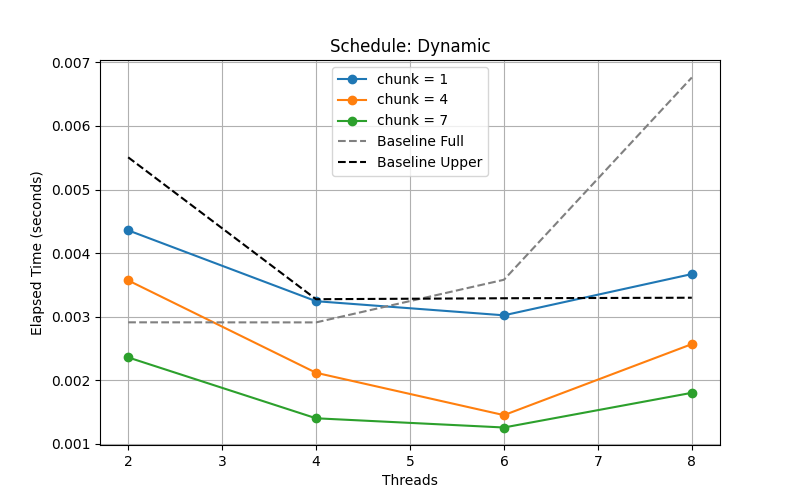 Schedule: Dynamic
0.007
0.006
0.005
0.004
0.003
0.002
0.001
Elapsed Time (seconds)
chunk = 1
chunk = 4
chunk = 7
Baseline Full
Baseline Upper
2 3 4 5 6 7 8
Threads